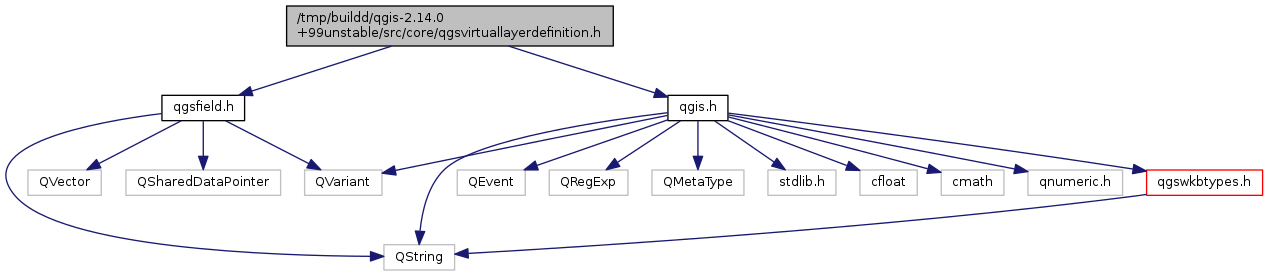 /tmp/buildd/qgis-2.14.0
+99unstable/src/core/qgsvirtuallayerdefinition.h
qgsfield.h
qgis.h
QVector
QSharedDataPointer
QVariant
QEvent
QRegExp
QMetaType
stdlib.h
cfloat
cmath
qnumeric.h
qgswkbtypes.h
QString